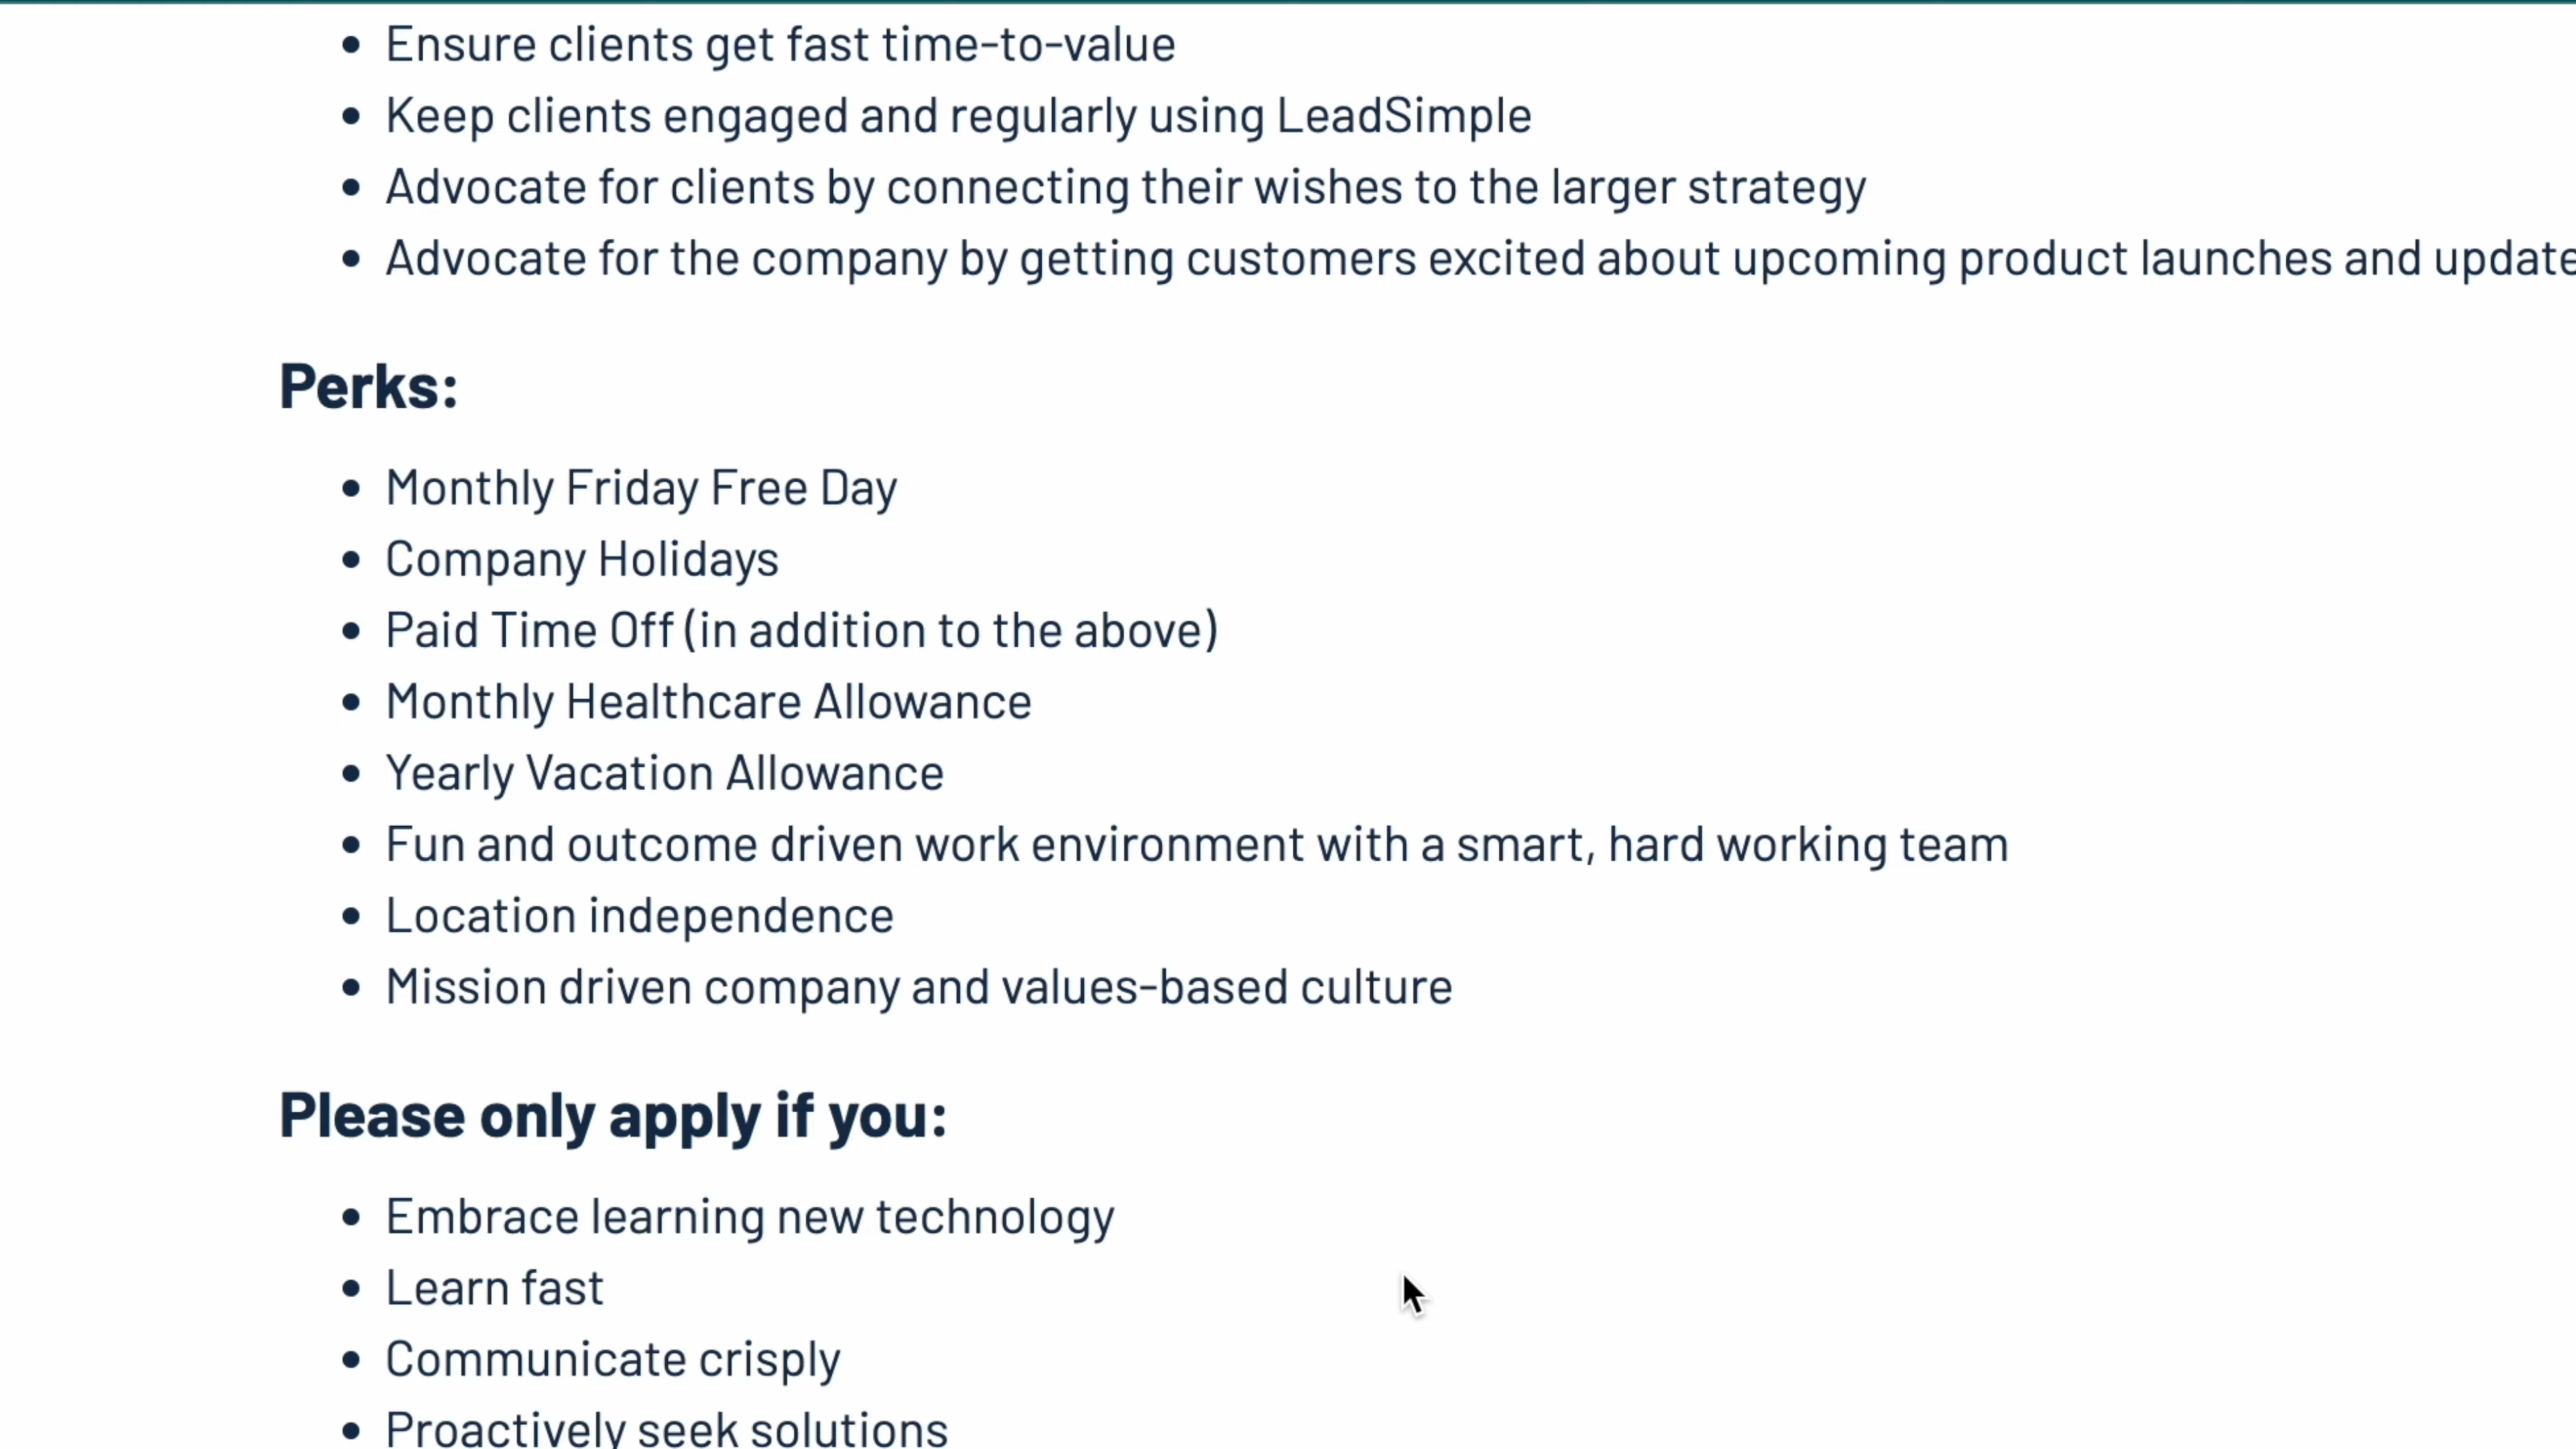 Ensure clients get fast time-to-value
Keep clients engaged and regularly using LeadSimple
Advocate for clients by connecting their wishes to the larger strategy
Advocate for the company by getting customers excited about upcoming product launches and update
Perks:
Monthly Friday Free Day
Company Holidays
Paid Time Off (in addition to the above)
Monthly Healthcare Allowance
Yearly Vacation Allowance
Fun and outcome driven work environment with a smart, hard working team
Location independence
Mission driven company and values-based culture
Please only apply if you:
Embrace learning new technology
Learn fast
Communicate crisply
Proactively seek solutions